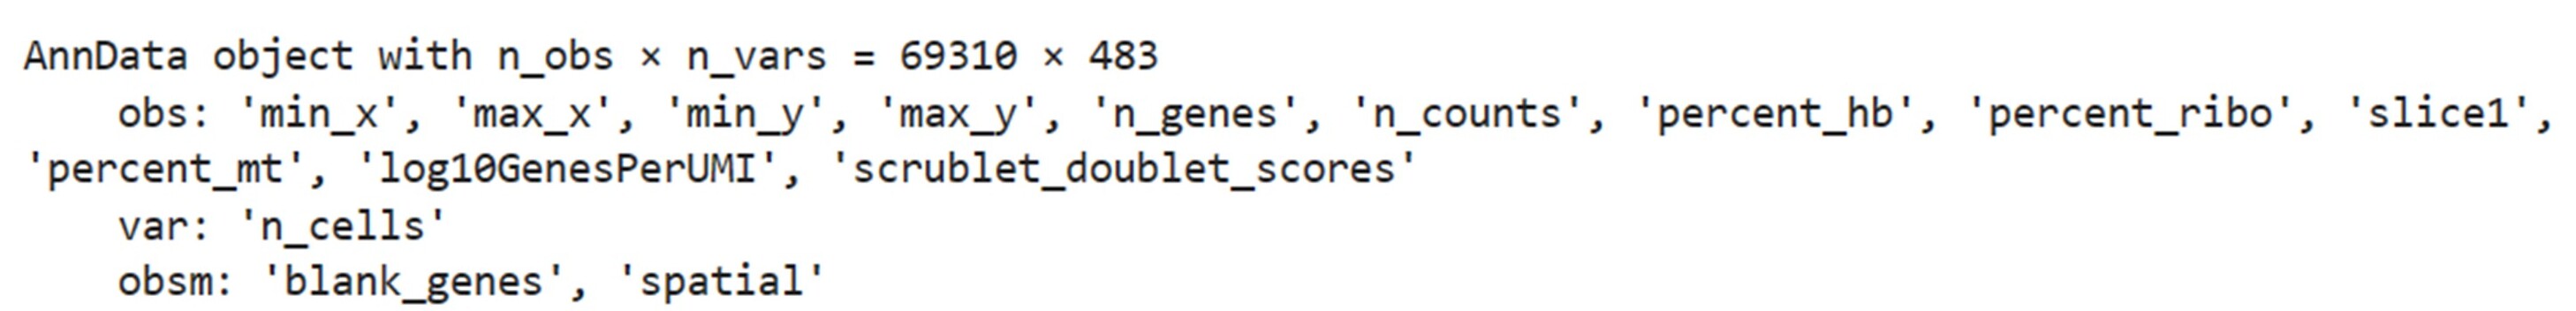 AnnData object with n_obs × n_vars = 69310 × 483
    obs: 'min_x', 'max_x', 'min_y', 'max_y', 'n_genes', 'n_counts', 'percent_hb', 'percent_ribo', 'slice1',
'percent_mt', 'log10GenesPerUMI', 'scrublet_doublet_scores'
    var: 'n_cells'
    obsm: 'blank_genes', 'spatial'